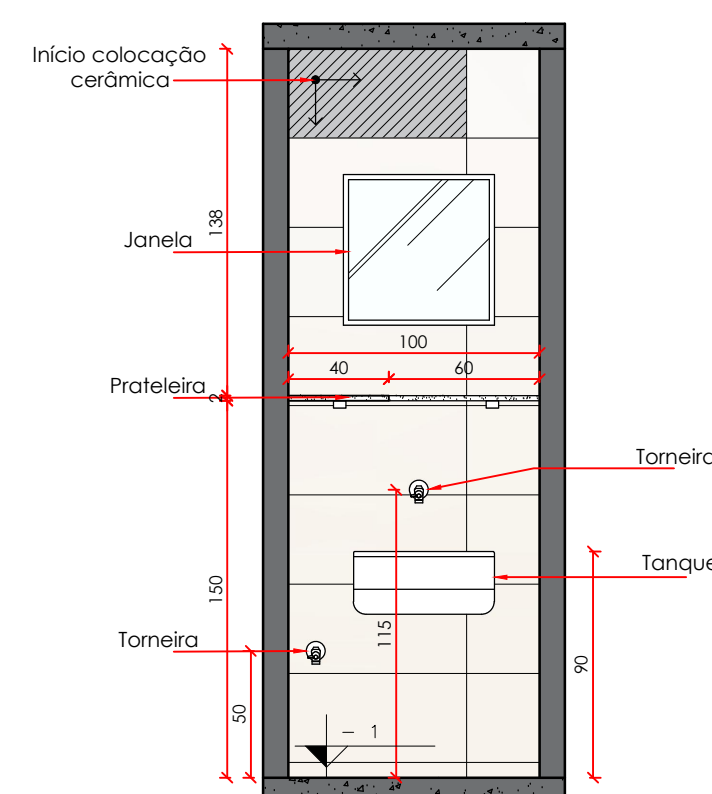 Início colocação
cerâmica
138
Janela
100
40
60
Prateleira
2
Torneira
150
Tanque
115
Torneira
90
50
– 1